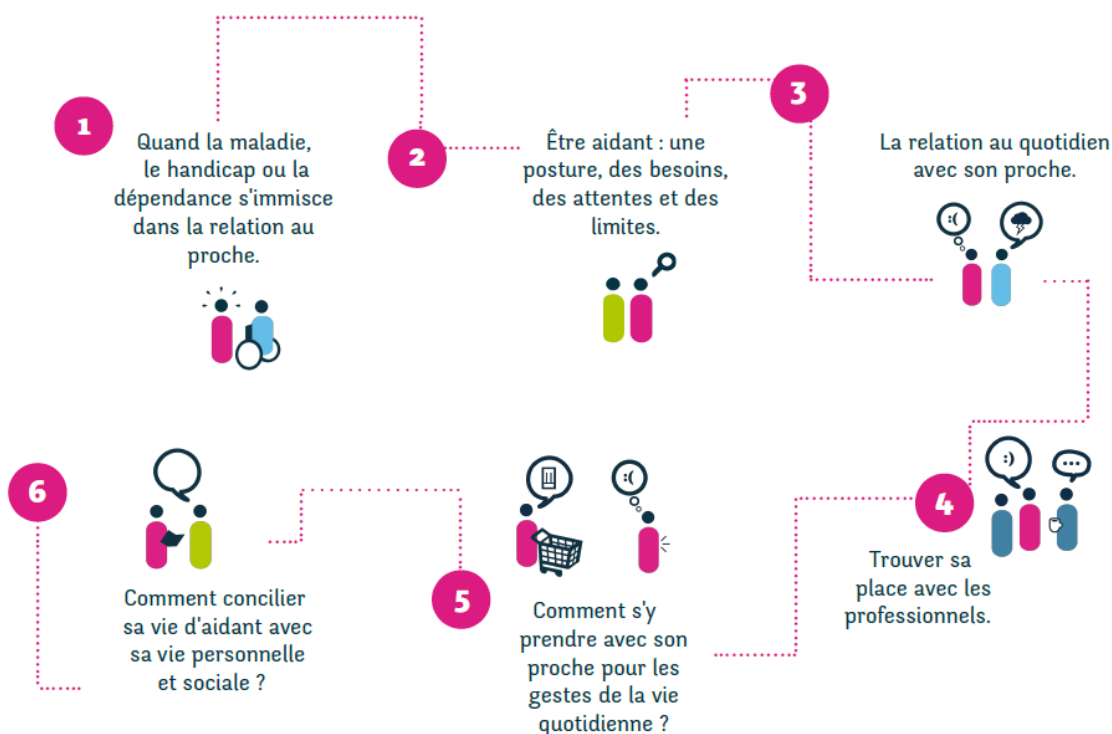 1
Quand la maladie,
le handicap ou la
dépendance s'immisce
dans la relation au
proche.
2
Être aidant : une
posture, des besoins,
des attentes et des
limites.
3
La relation au quotidien
avec son proche.
:(
4
:)
...
Trouver sa
place avec les
professionnels.
5
:(
Comment s'y
prendre avec son
proche pour les
gestes de la vie
quotidienne ?
6
Comment concilier
sa vie d'aidant avec
sa vie personnelle
et sociale ?